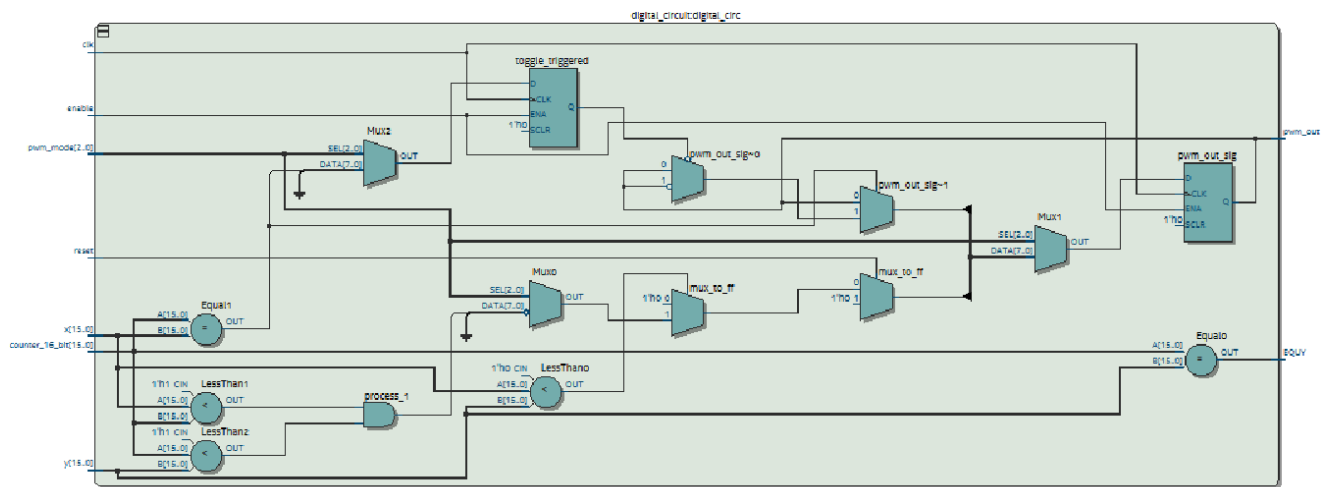 digital_circuit:digital_circ
clk
toggle_triggered
D
CLK
Q
ENA
1'h0
SCLR
enable
Mux2
pwm_mode[2..0]
SEL[2..0]
OUT
DATA[7..0]
pwm_out_sig~0
0
1
pwm_out_sig~1
0
1
pwm_out
pwm_out_sig
D
CLK
Q
ENA
1'h0
SCLR
Mux1
SEL[2..0]
OUT
DATA[7..0]
reset
Mux0
SEL[2..0]
OUT
DATA[7..0]
mux_to_ff
1'h0 0
1
mux_to_ff
0
1'h0 1
Equal1
A[15..0]
OUT
B[15..0]
=
x[15..0]
counter_16_bit[15..0]
Equal0
A[15..0]
OUT
B[15..0]
=
EQUY
LessThan0
1'h0 CIN
A[15..0]
OUT
B[15..0]
<
LessThan1
1'h1 CIN
A[15..0]
OUT
B[15..0]
<
process_1
LessThan2
1'h1 CIN
A[15..0]
OUT
B[15..0]
<
y[15..0]